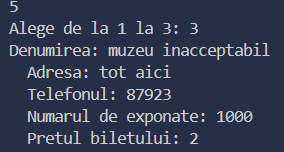 5
Alege de la 1 la 3: 3
Denumirea: muzeu inacceptabil
Adresa: tot aici
Telefonul: 87923
Numarul de exponate: 1000
Pretul biletului: 2